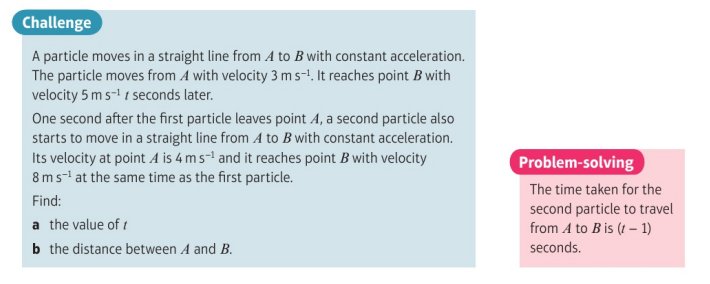 Challenge
A particle moves in a straight line from A to B with constant acceleration.
The particle moves from A with velocity 3 m s⁻¹. It reaches point B with
velocity 5 m s⁻¹ t seconds later.
One second after the first particle leaves point A, a second particle also
starts to move in a straight line from A to B with constant acceleration.
Its velocity at point A is 4 m s⁻¹ and it reaches point B with velocity
8 m s⁻¹ at the same time as the first particle.
Find:
a the value of t
b the distance between A and B.
Problem-solving
The time taken for the
second particle to travel
from A to B is (t – 1)
seconds.